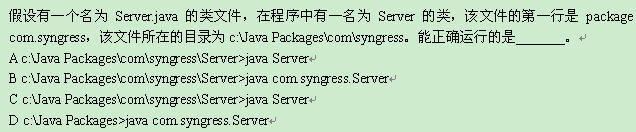 假设有一个名为 Server.java 的类文件，在程序中有一名为 Server 的类，该文件的第一行是 package
com.syngress，该文件所在的目录为 c:\Java Packages\com\syngress。能正确运行的是_______。
A c:\Java Packages\com\syngress\Server>java Server
B c:\Java Packages\com\syngress\Server>java com.syngress.Server
C c:\Java Packages\com\syngress\Server>java Server
D c:\Java Packages>java com.syngress.Server